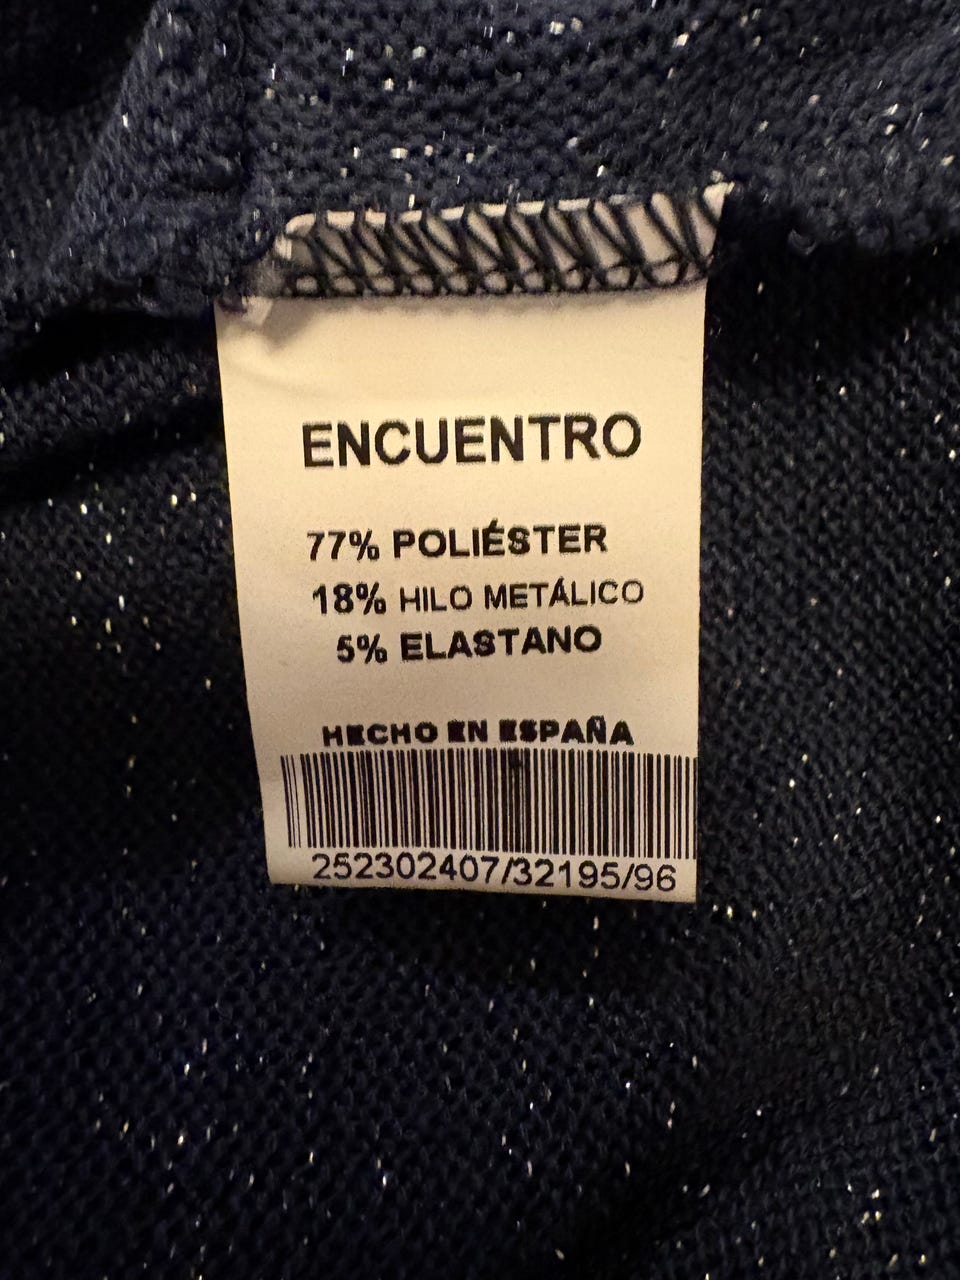 ENCUENTRO
77% POLIÉSTER
18% HILO METÁLICO
5% ELASTANO
HECHO EN ESPAÑA
252302407/32195/96